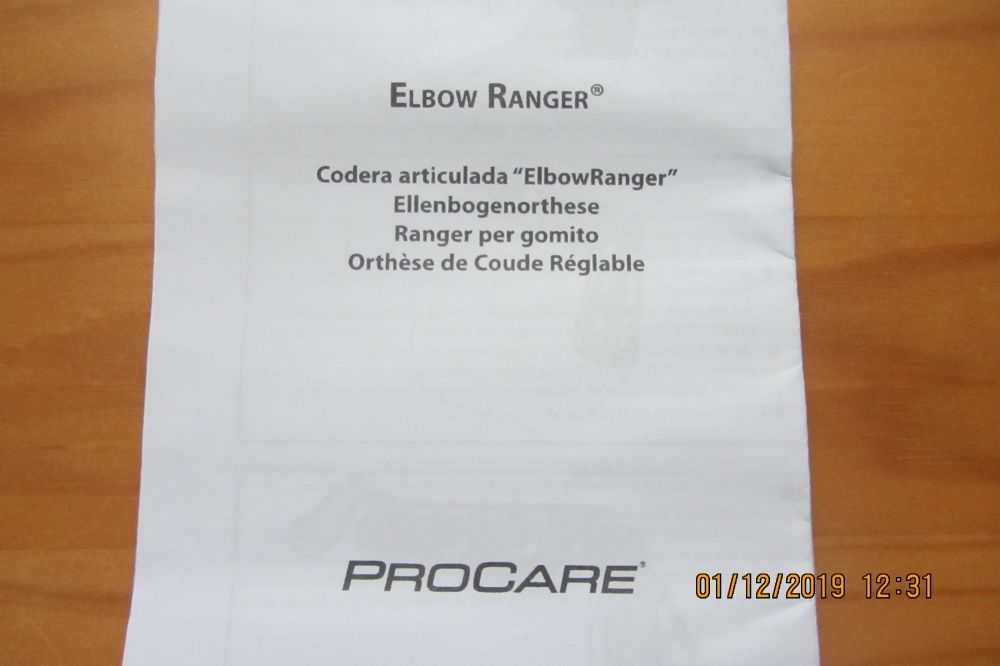 ELBOW RANGER®
Codera articulada “ElbowRanger”
Ellenbogenorthese
Ranger per gomito
Orthèse de Coude Réglable
PROCARE®
01/12/2019 12:31